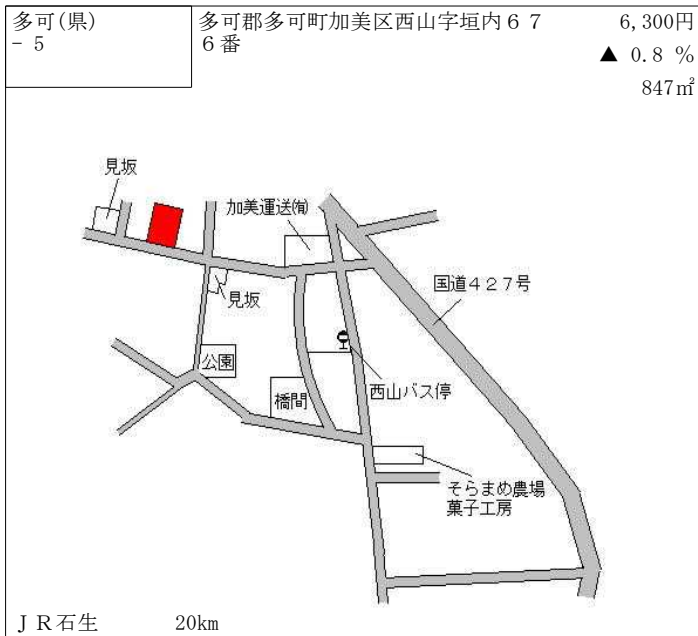 多可(県)
- 5
多可郡多可町加美区西山字垣内６７
６番
6,300円
▲ 0.8 %
847㎡
見坂
加美運送㈲
国道４２７号
見坂
公園
橋間
西山バス停
そらまめ農場
菓子工房
ＪＲ石生 20km